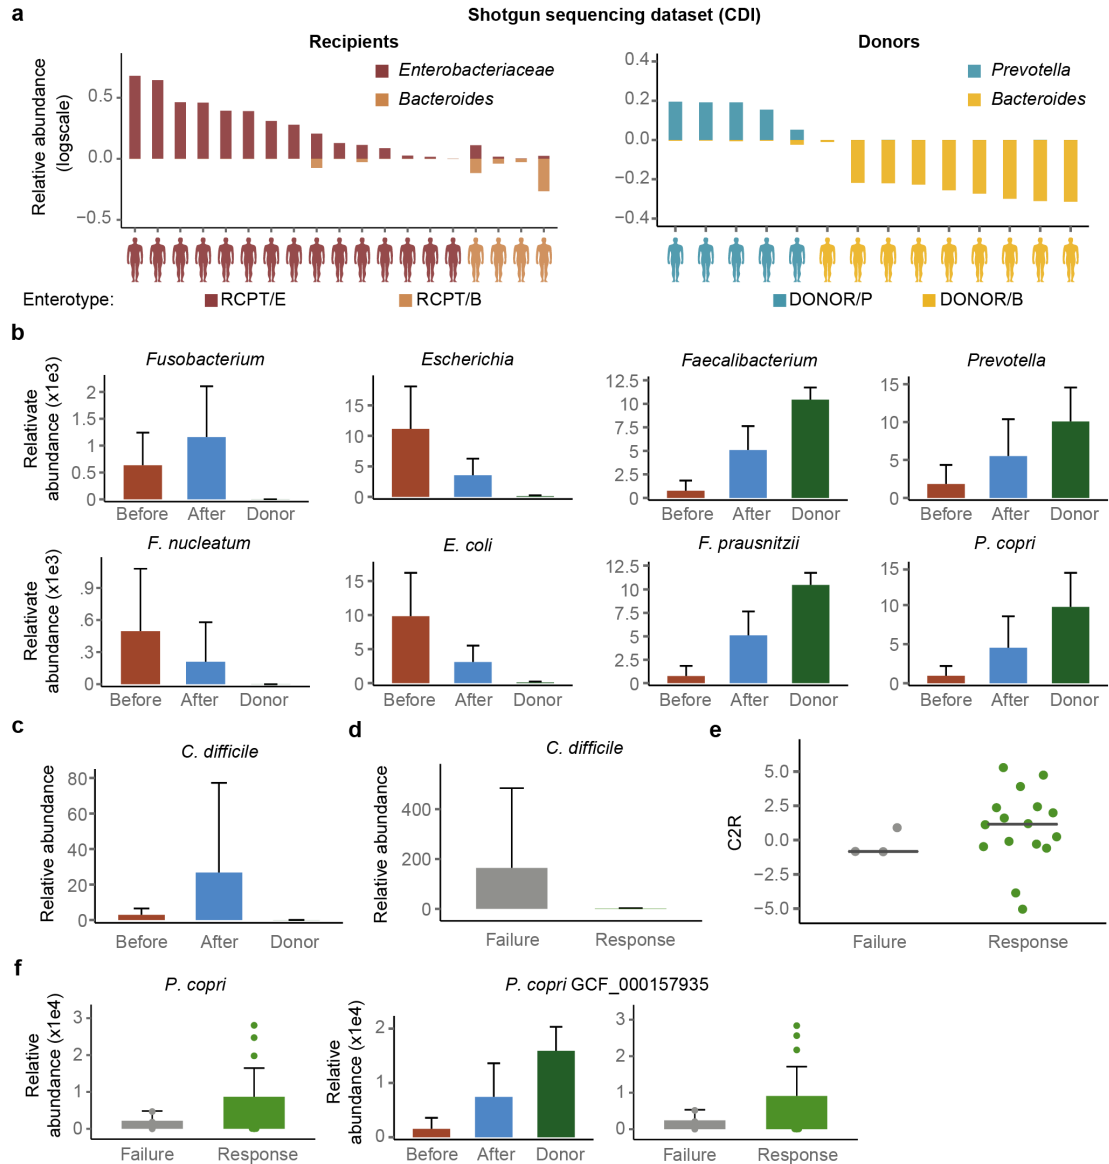 a
Shotgun sequencing dataset (CDI)
Recipients
Relative abundance
(logscale)
0.5
0.0
−0.5
Enterobacteriaceae
Bacteroides
Donors
0.4
0.2
0.0
−0.2
−0.4
Prevotella
Bacteroides
Enterotype:
RCPT/E
RCPT/B
DONOR/P
DONOR/B
b
Fusobacterium
Relativate
abundance (x1e3)
2
1.5
1
0.5
0
Before After Donor
Escherichia
15
10
5
0
Faecalibacterium
12.5
10
7.5
5
2.5
0
Before After Donor
Prevotella
15
10
5
0
Before After Donor
F. nucleatum
Relativate
abundance (x1e3)
.9
.6
.3
0
Before After Donor
E. coli
15
10
5
0
Before After Donor
F. prausnitzii
12.5
10
7.5
5
2.5
0
Before After Donor
P. copri
15
10
5
0
Before After Donor
c
C. difficile
Relative abundance
80
60
40
20
0
Before After Donor
d
C. difficile
Relative abundance
400
200
0
Failure Response
e
C2R
5.0
2.5
0.0
−2.5
−5.0
Failure Response
f
P. copri
Relative
abundance (x1e4)
3
2
1
0
Failure Response
P. copri GCF_000157935
Relative
abundance (x1e4)
2
1
0
Before After Donor
3
2
1
0
Failure Response